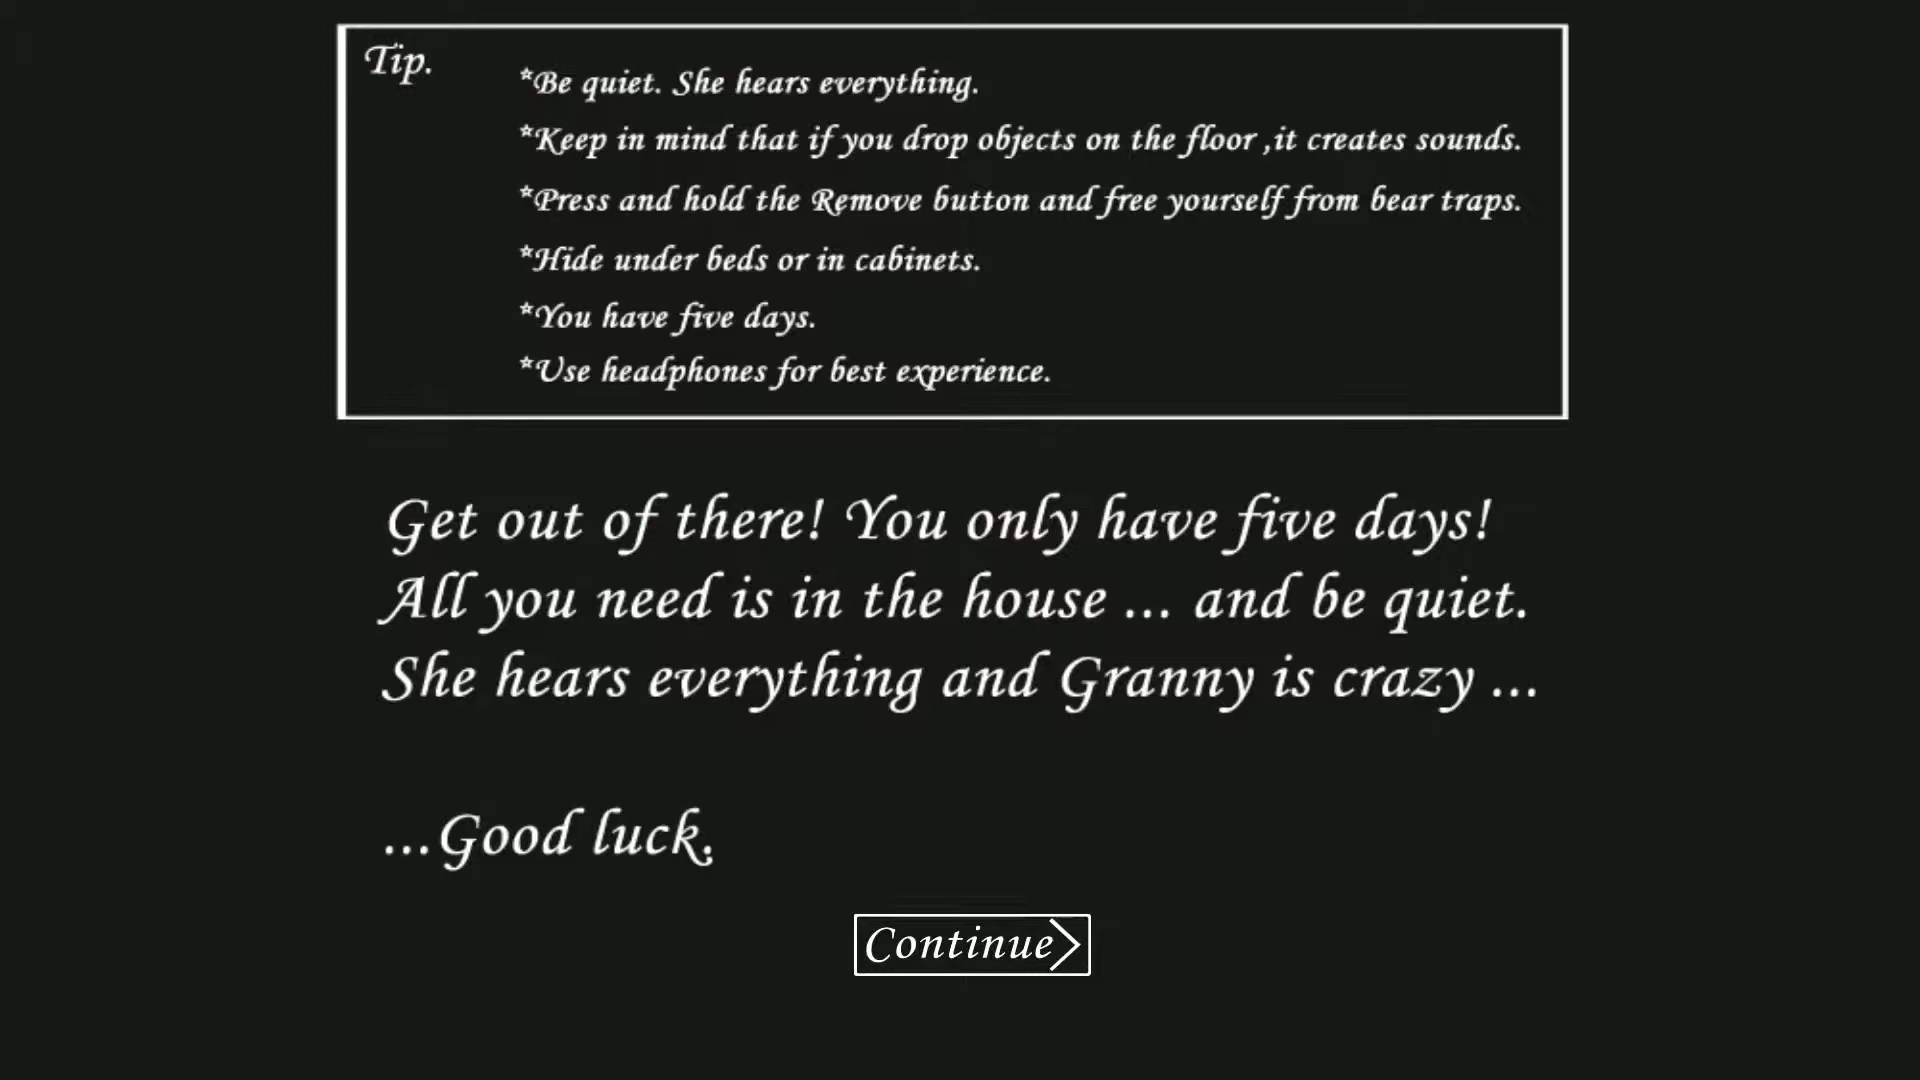 Tip.
*Be quiet. She hears everything.
*Keep in mind that if you drop objects on the floor ,it creates sounds.
*Press and hold the Remove button and free yourself from bear traps.
*Hide under beds or in cabinets.
*You have five days.
*Use headphones for best experience.
Get out of there! You only have five days!
All you need is in the house ... and be quiet.
She hears everything and Granny is crazy ...
...Good luck.
Continue>